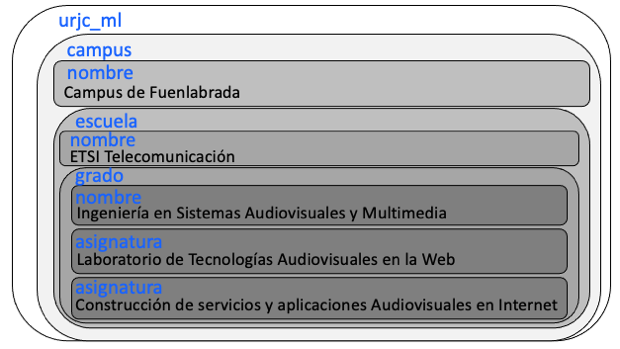 urjc_ml
campus
nombre
Campus de Fuenlabrada
escuela
nombre
ETSI Telecomunicación
grado
nombre
Ingeniería en Sistemas Audiovisuales y Multimedia
asignatura
Laboratorio de Tecnologías Audiovisuales en la Web
asignatura
Construcción de servicios y aplicaciones Audiovisuales en Internet